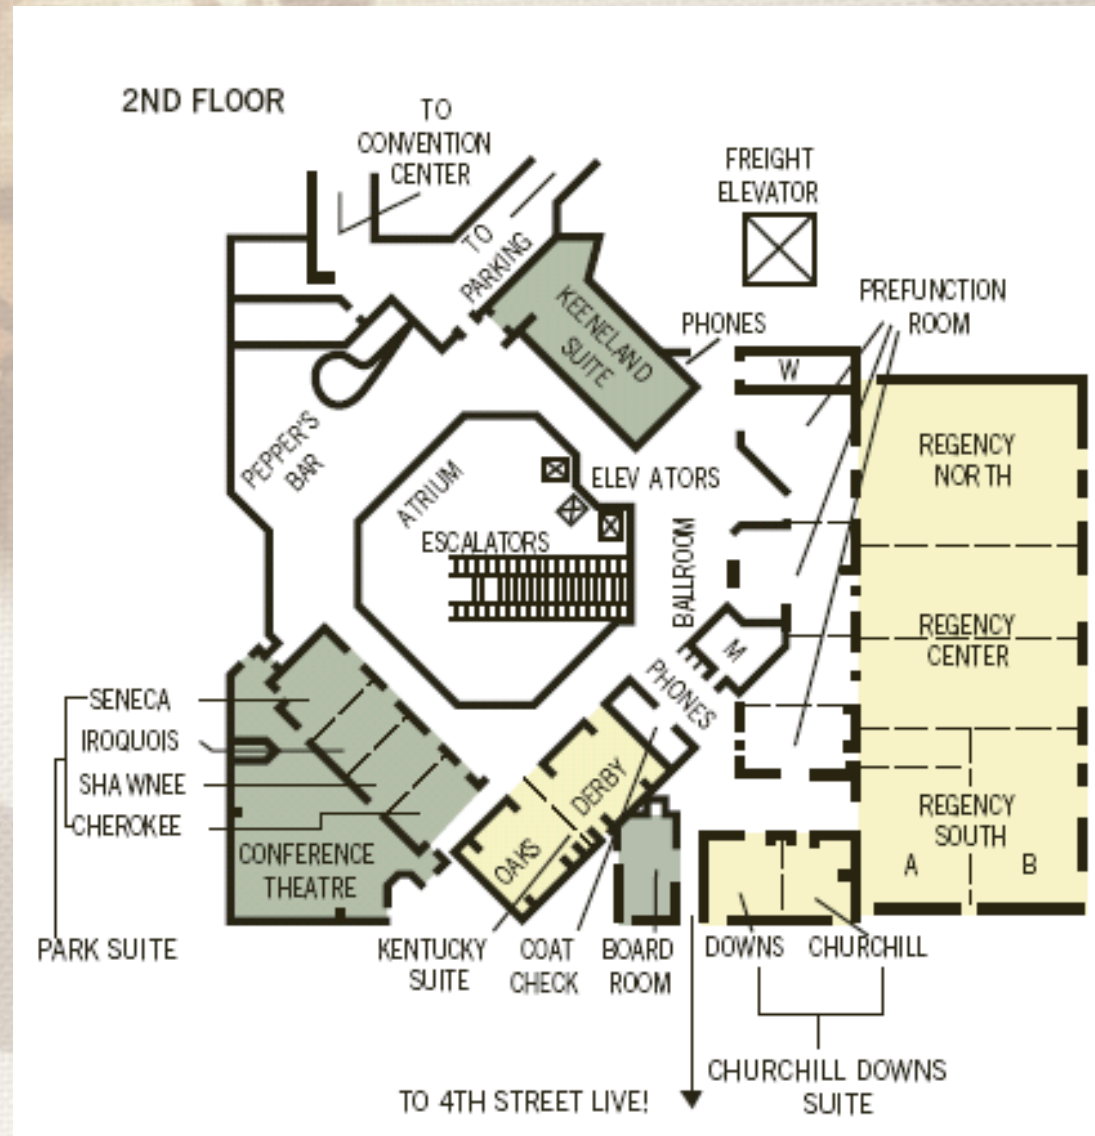 2ND FLOOR
TO
CONVENTION
CENTER
FREIGHT
ELEVATOR
TO
PARKING
KEENELAND
SUITE
PHONES
PREFUNCTION
ROOM
W
PEPPER'S
BAR
ATRIUM
ELEV ATORS
ESCALATORS
BALLROOM
REGENCY
NORTH
REGENCY
CENTER
M
PHONES
SENECA
IROQUOIS
SHAWNEE
CHEROKEE
CONFERENCE
THEATRE
OAKS
DERBY
REGENCY
SOUTH
A
B
PARK SUITE
KENTUCKY
SUITE
COAT
CHECK
BOARD
ROOM
DOWNS
CHURCHILL
CHURCHILL DOWNS
SUITE
TO 4TH STREET LIVE!